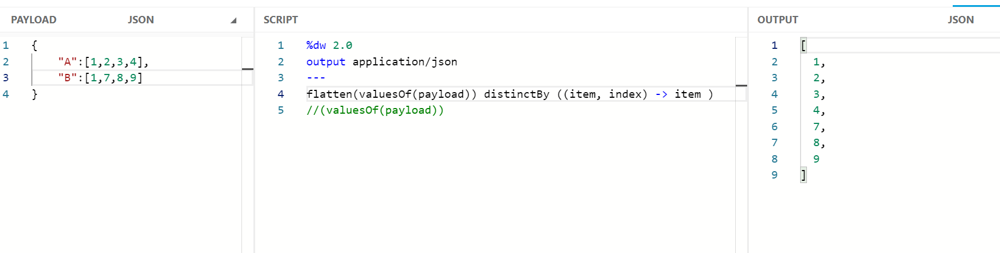 PAYLOAD JSON
1 {
2 "A":[1,2,3,4],
3 "B":[1,7,8,9]
4 }
SCRIPT
1 %dw 2.0
2 output application/json
3 ---
4 flatten(valuesOf(payload)) distinctBy ((item, index) -> item )
5 //(valuesOf(payload))
OUTPUT JSON
1 [
2 1,
3 2,
4 3,
5 4,
6 7,
7 8,
8 9
9 ]